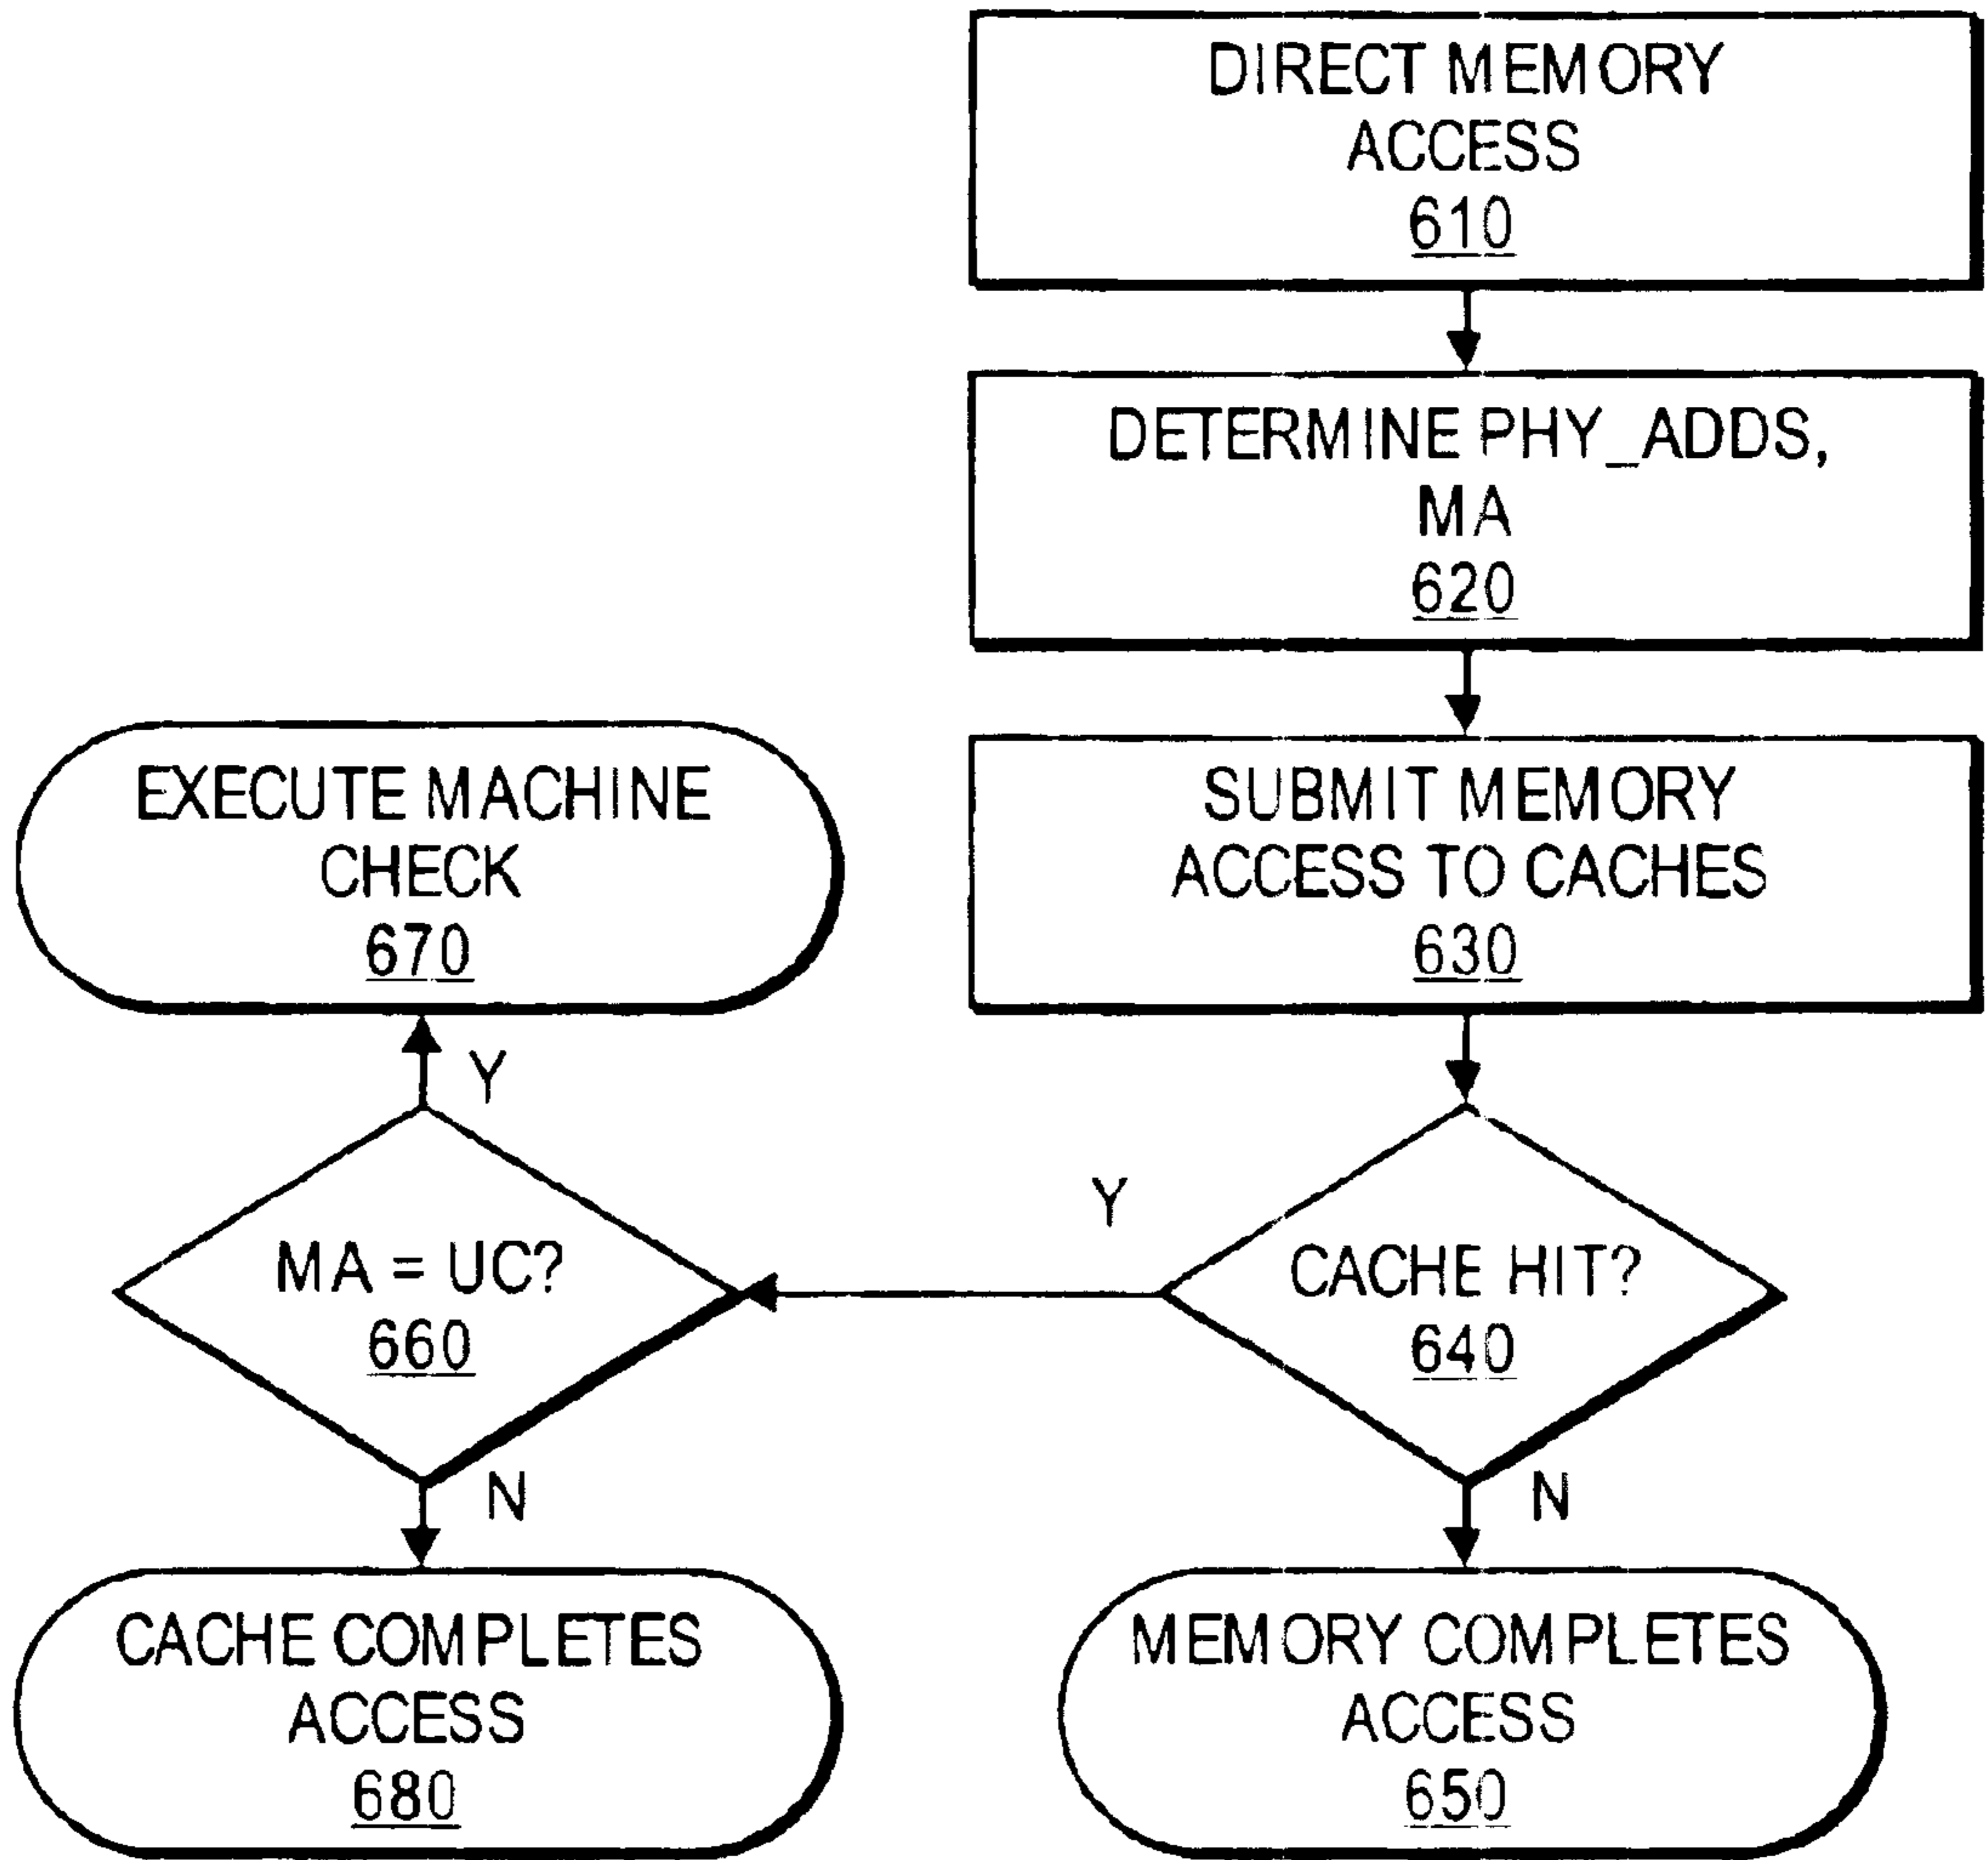 DIRECT MEMORY
ACCESS
610
DETERMINE PHY_ADDS,
MA
620
SUBMIT MEMORY
ACCESS TO CACHES
630
EXECUTE MACHINE
CHECK
670
Y
Y
CACHE HIT?
640
MA = UC?
660
N
N
CACHE COMPLETES
ACCESS
680
MEMORY COMPLETES
ACCESS
650